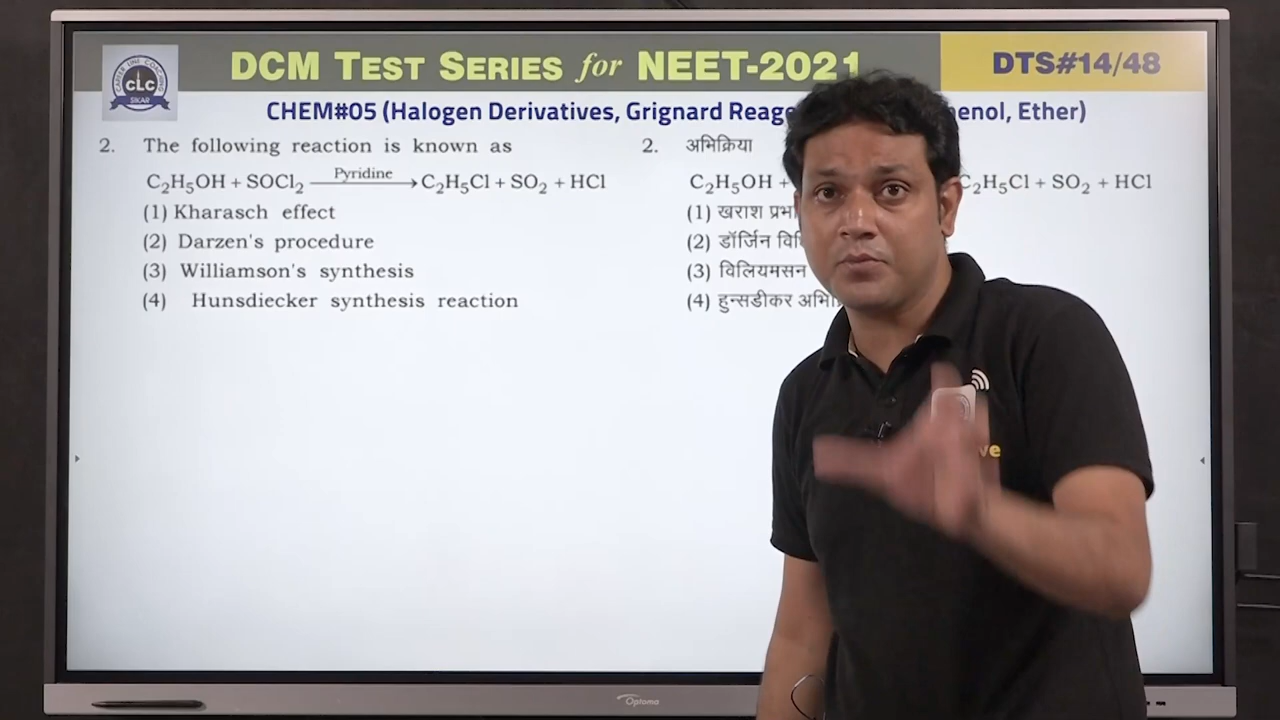 DCM TEST SERIES for NEET-2021
DTS#14/48
CAREER LINE COACHING
CLC
SIKAR
CHEM#05 (Halogen Derivatives, Grignard Reage enol, Ether)
2. The following reaction is known as
C₂H₅OH + SOCl₂ —Pyridine→ C₂H₅Cl + SO₂ + HCl
(1) Kharasch effect
(2) Darzen's procedure
(3) Williamson's synthesis
(4) Hunsdiecker synthesis reaction
2. अभिक्रिया
C₂H₅OH + C₂H₅Cl + SO₂ + HCl
(1) खराश प्रभा
(2) डॉर्जिन वि
(3) विलियमसन
(4) हुन्सडीकर अभि
ve
Optoma